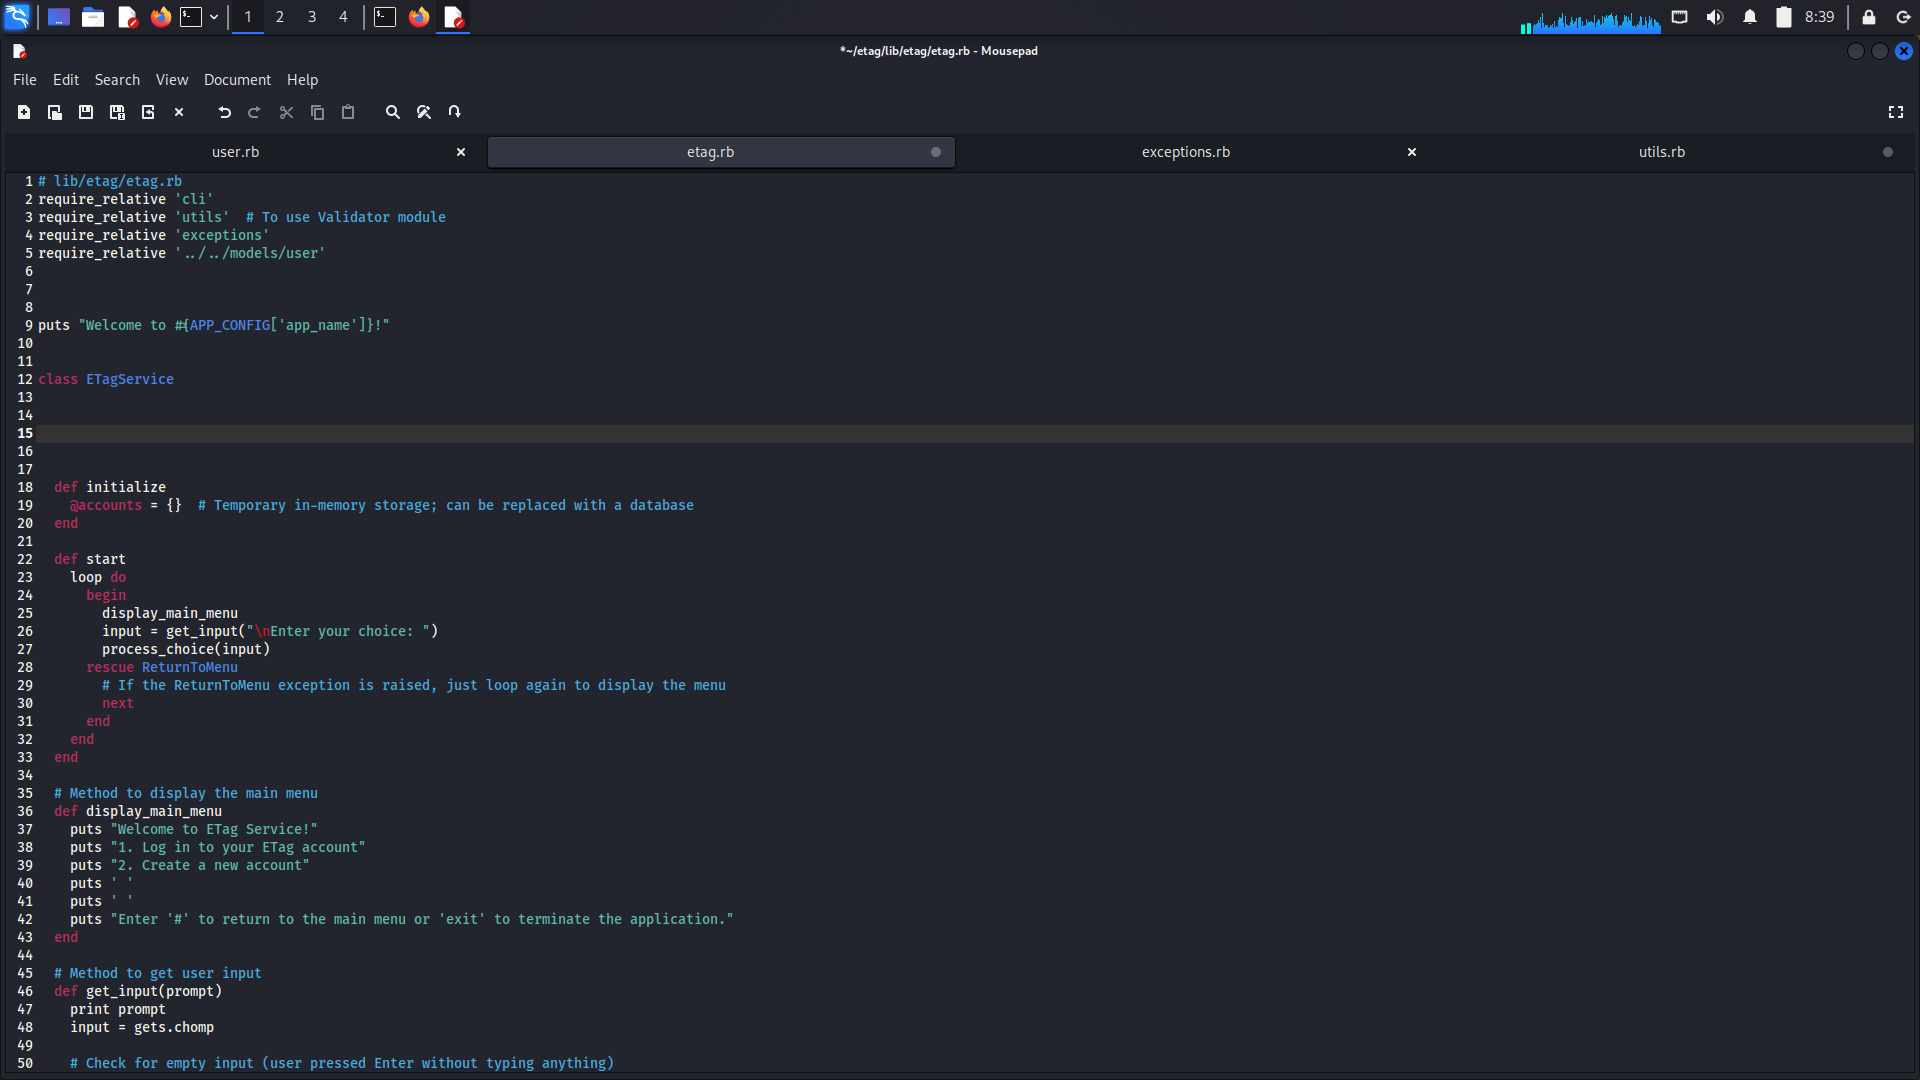 1 2 3 4 8:39
*~/etag/lib/etag/etag.rb - Mousepad
File Edit Search View Document Help
user.rb etag.rb exceptions.rb utils.rb
1 # lib/etag/etag.rb
2 require_relative 'cli'
3 require_relative 'utils'  # To use Validator module
4 require_relative 'exceptions'
5 require_relative '../../models/user'
6
7
8
9 puts "Welcome to #{APP_CONFIG['app_name']}!"
10
11
12 class ETagService
13
14
15
16
17
18   def initialize
19     @accounts = {}  # Temporary in-memory storage; can be replaced with a database
20   end
21
22   def start
23     loop do
24       begin
25         display_main_menu
26         input = get_input("\nEnter your choice: ")
27         process_choice(input)
28       rescue ReturnToMenu
29         # If the ReturnToMenu exception is raised, just loop again to display the menu
30         next
31       end
32     end
33   end
34
35   # Method to display the main menu
36   def display_main_menu
37     puts "Welcome to ETag Service!"
38     puts "1. Log in to your ETag account"
39     puts "2. Create a new account"
40     puts ' '
41     puts ' '
42     puts "Enter '#' to return to the main menu or 'exit' to terminate the application."
43   end
44
45   # Method to get user input
46   def get_input(prompt)
47     print prompt
48     input = gets.chomp
49
50     # Check for empty input (user pressed Enter without typing anything)